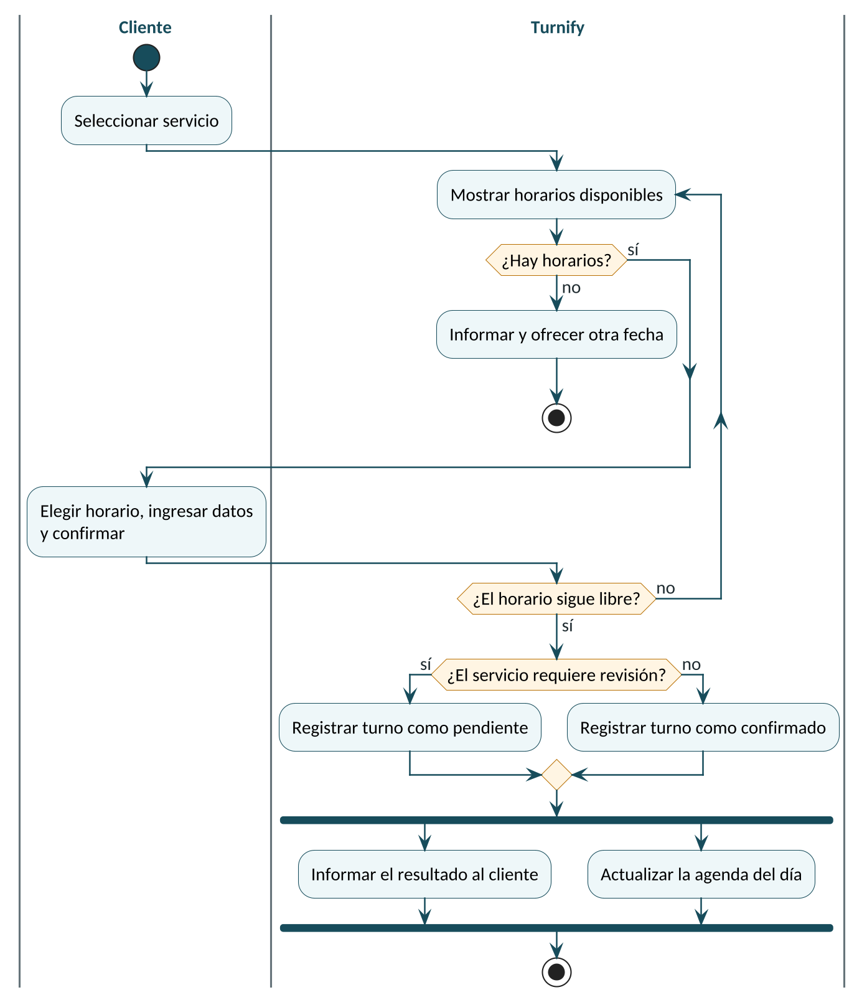 Cliente
Turnify
Seleccionar servicio
Mostrar horarios disponibles
¿Hay horarios?
sí
no
Informar y ofrecer otra fecha
Elegir horario, ingresar datos
y confirmar
¿El horario sigue libre?
no
sí
¿El servicio requiere revisión?
sí
no
Registrar turno como pendiente
Registrar turno como confirmado
Informar el resultado al cliente
Actualizar la agenda del día